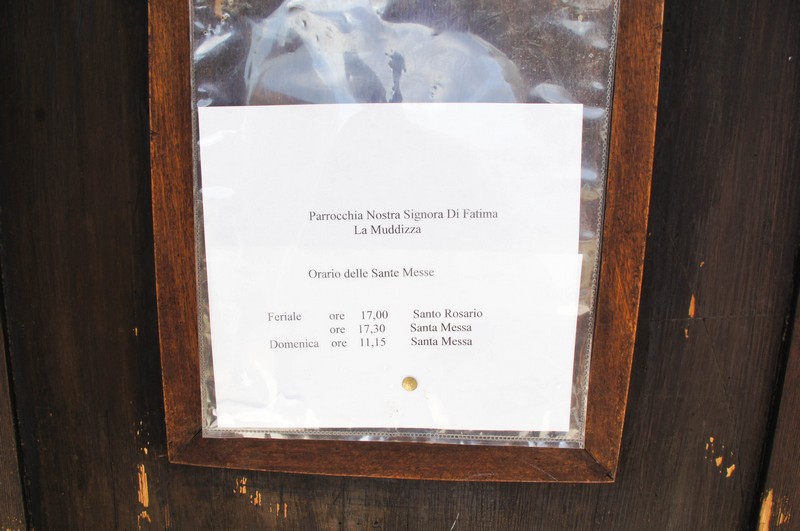 Parrocchia Nostra Signora Di Fatima
La Muddizza
Orario delle Sante Messe
Feriale ore 17,00 Santo Rosario
ore 17,30 Santa Messa
Domenica ore 11,15 Santa Messa